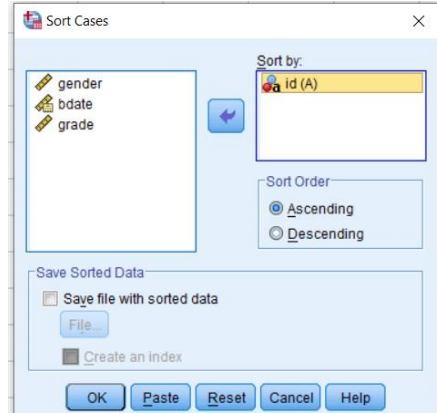 Sort Cases
Sort by:
gender
bdate
grade
id (A)
Sort Order
Ascending
Descending
Save Sorted Data
Save file with sorted data
File...
Create an index
OK Paste Reset Cancel Help